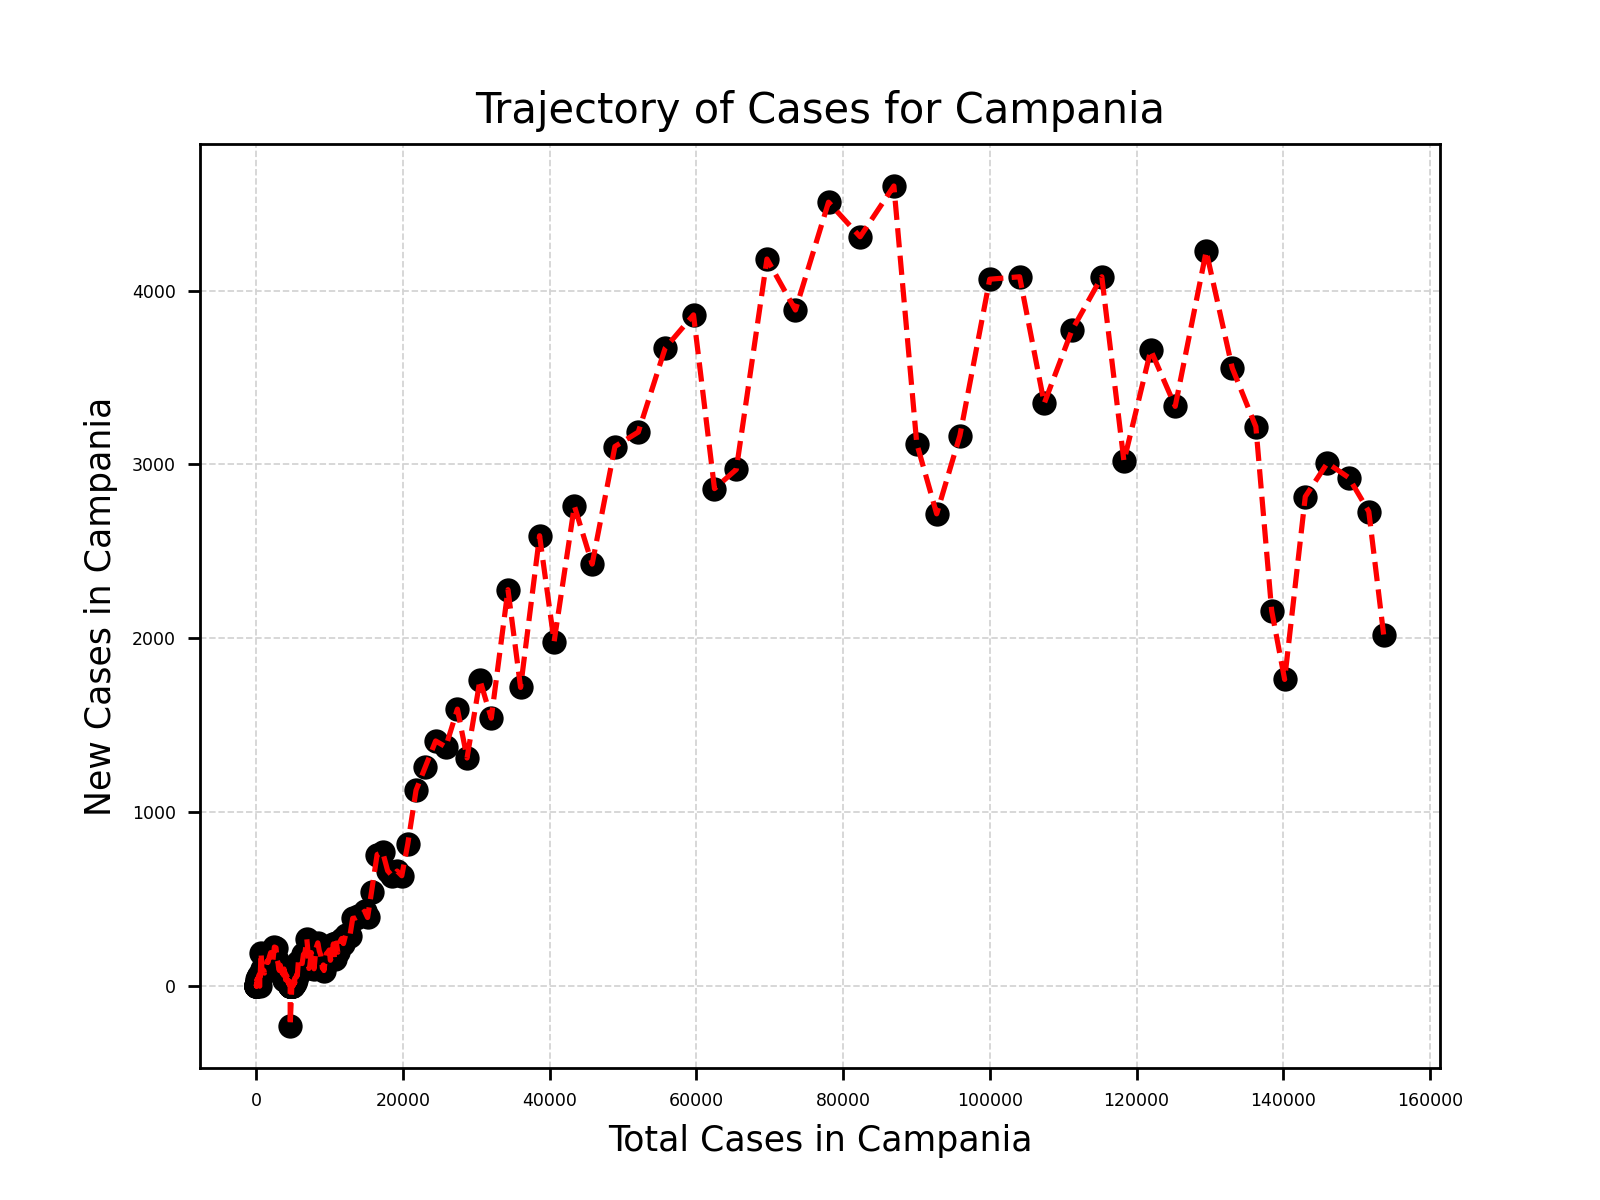 Trajectory of Cases for Campania
New Cases in Campania
4000
3000
2000
1000
0
0 20000 40000 60000 80000 100000 120000 140000 160000
Total Cases in Campania